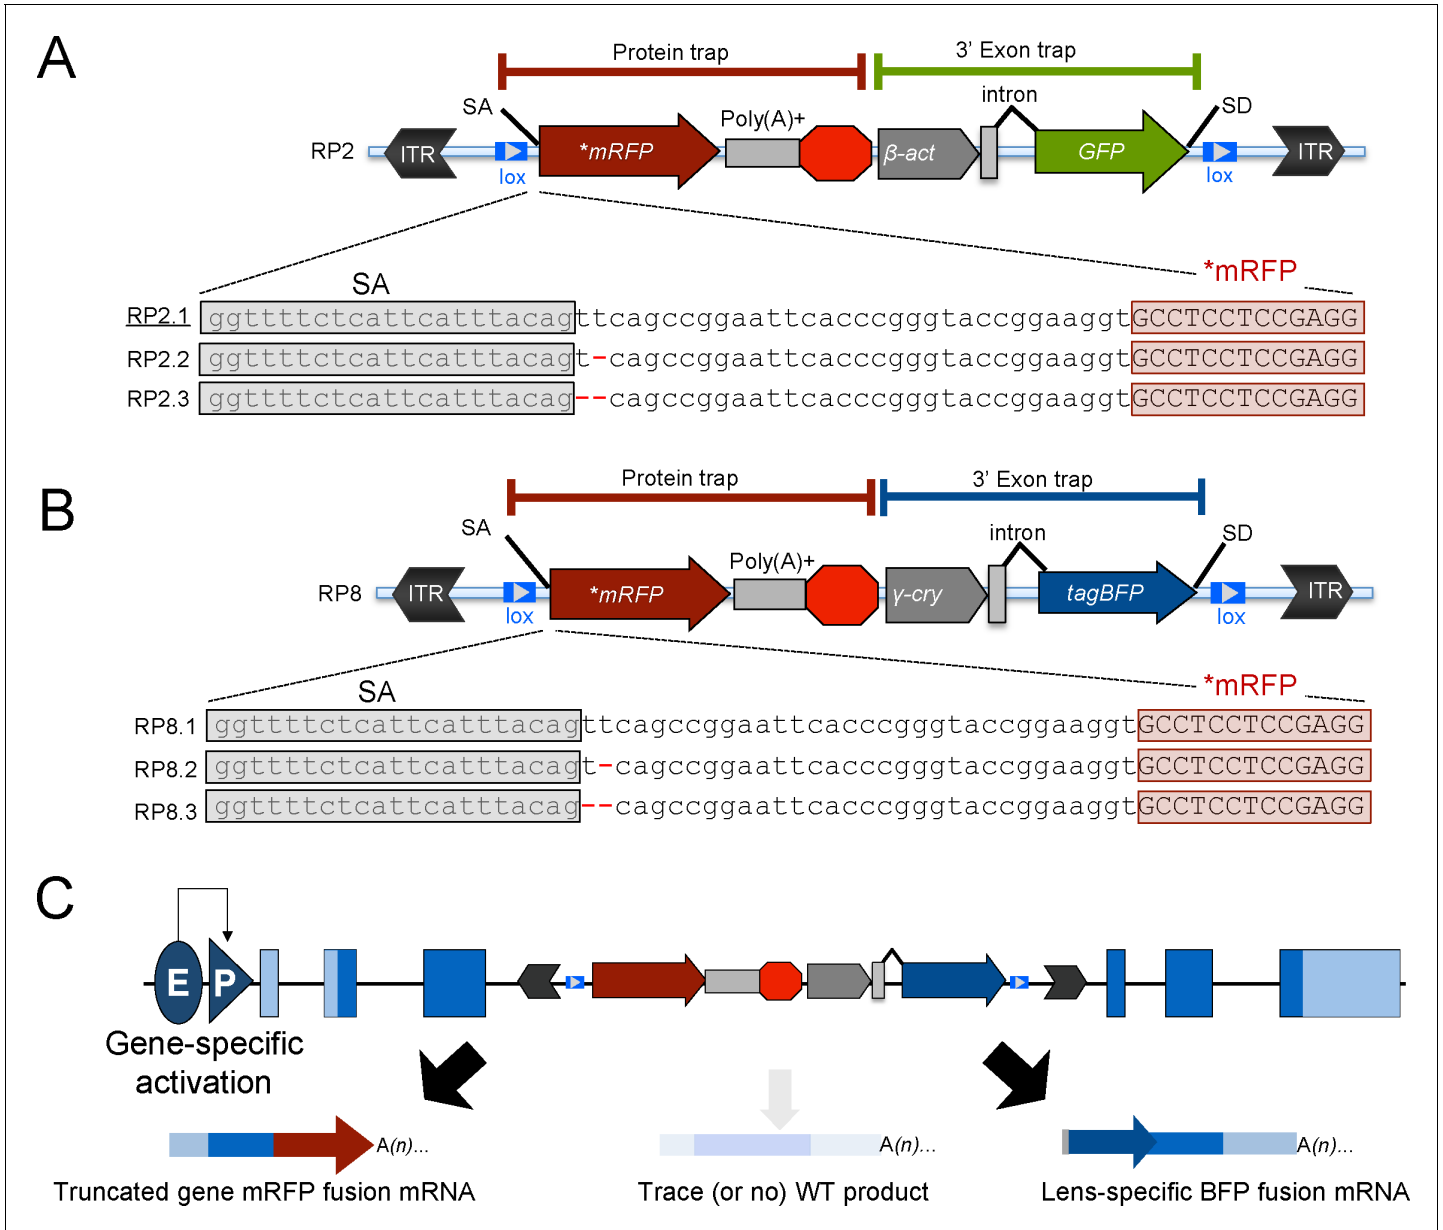 A
Protein trap
3’ Exon trap
SA
intron
SD
Poly(A)+
RP2
ITR
*mRFP
β-act
GFP
ITR
lox
lox
SA
*mRFP
RP2.1 ggttttctcattcatttacagttcagccggaattcacccgggtaccggaaggtGCCTCCTCCGAGG
RP2.2 ggttttctcattcatttacagt-cagccggaattcacccgggtaccggaaggtGCCTCCTCCGAGG
RP2.3 ggttttctcattcatttacag--cagccggaattcacccgggtaccggaaggtGCCTCCTCCGAGG
B
Protein trap
3’ Exon trap
SA
intron
SD
Poly(A)+
RP8
ITR
*mRFP
γ-cry
tagBFP
ITR
lox
lox
SA
*mRFP
RP8.1 ggttttctcattcatttacagttcagccggaattcacccgggtaccggaaggtGCCTCCTCCGAGG
RP8.2 ggttttctcattcatttacagt-cagccggaattcacccgggtaccggaaggtGCCTCCTCCGAGG
RP8.3 ggttttctcattcatttacag--cagccggaattcacccgggtaccggaaggtGCCTCCTCCGAGG
C
E
P
Gene-specific
activation
A(n)...
A(n)...
A(n)...
Truncated gene mRFP fusion mRNA
Trace (or no) WT product
Lens-specific BFP fusion mRNA